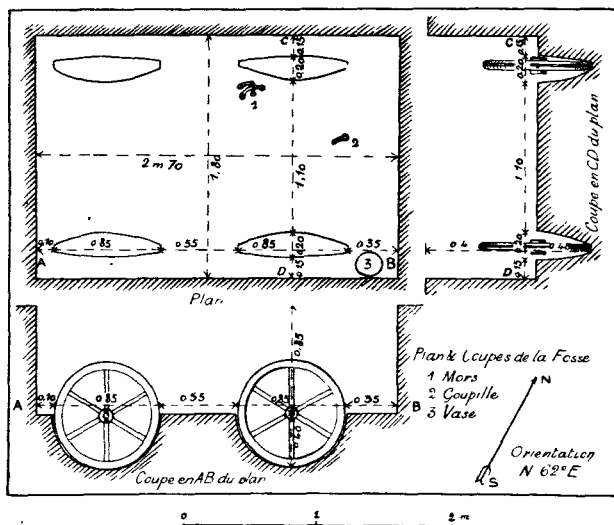 C
0.15
0.20
1
2
2 m 70
1.80
1.10
0.10
0.85
0.55
0.85
0.20
0.35
A
B
3
D
0.15
Plan
C
0.15
0.20
1.10
0.4
0.20
0.40
0.15
D
Coupe en CD du plan
0.85
A
0.10
0.85
0.55
0.85
0.35
B
0.40
Coupe en AB du plan
Plan & Coupes de la Fosse
1 Mors
2 Goupille
3 Vase
N
S
Orientation
N 62° E
0 1 2 m